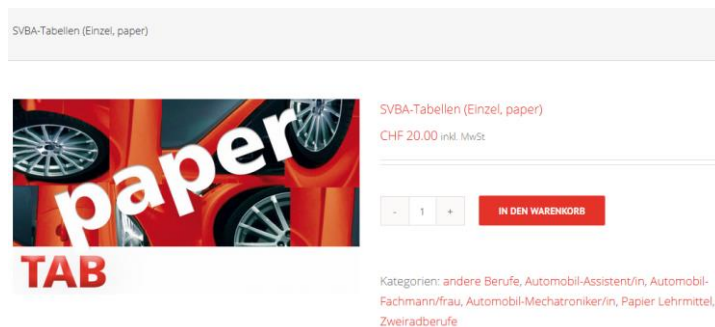 SVBA-Tabellen (Einzel, paper)
paper
TAB
SVBA-Tabellen (Einzel, paper)
CHF 20.00 inkl. MwSt
- 1 +
IN DEN WARENKORB
Kategorien: andere Berufe, Automobil-Assistent/in, Automobil-
Fachmann/frau, Automobil-Mechatroniker/in, Papier Lehrmittel,
Zweiradberufe